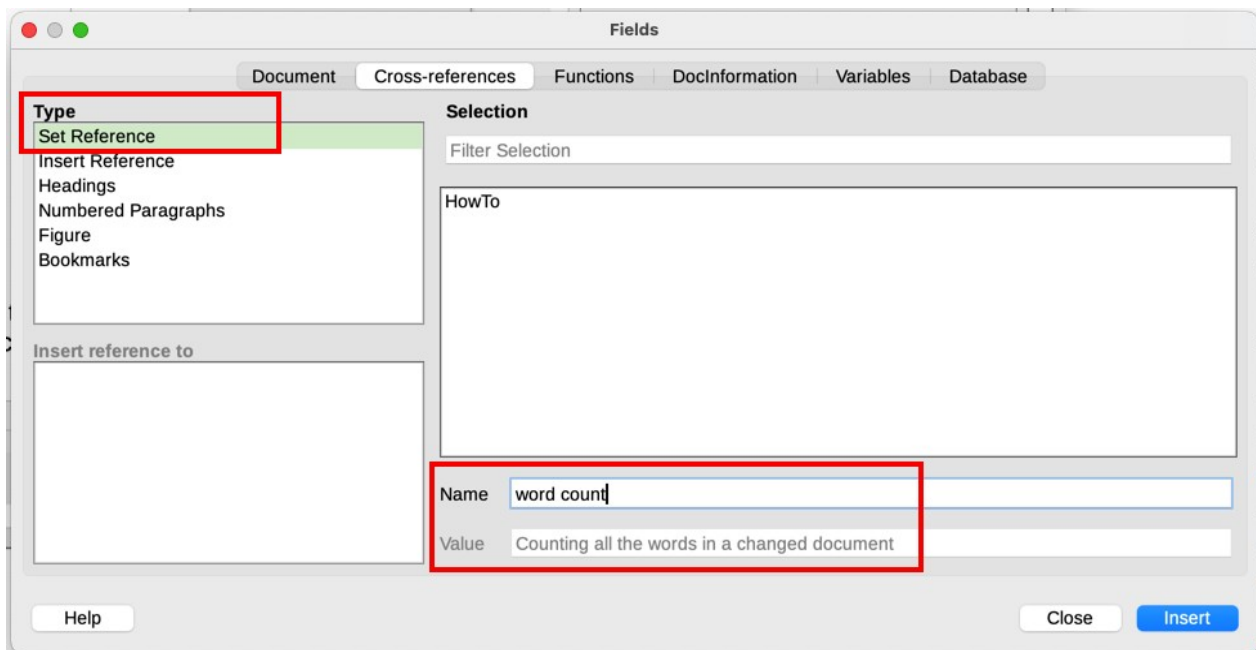 Fields
Document Cross-references Functions DocInformation Variables Database
Type
Set Reference
Insert Reference
Headings
Numbered Paragraphs
Figure
Bookmarks
Insert reference to
Selection
Filter Selection
HowTo
Name word count
Value Counting all the words in a changed document
Help Close Insert